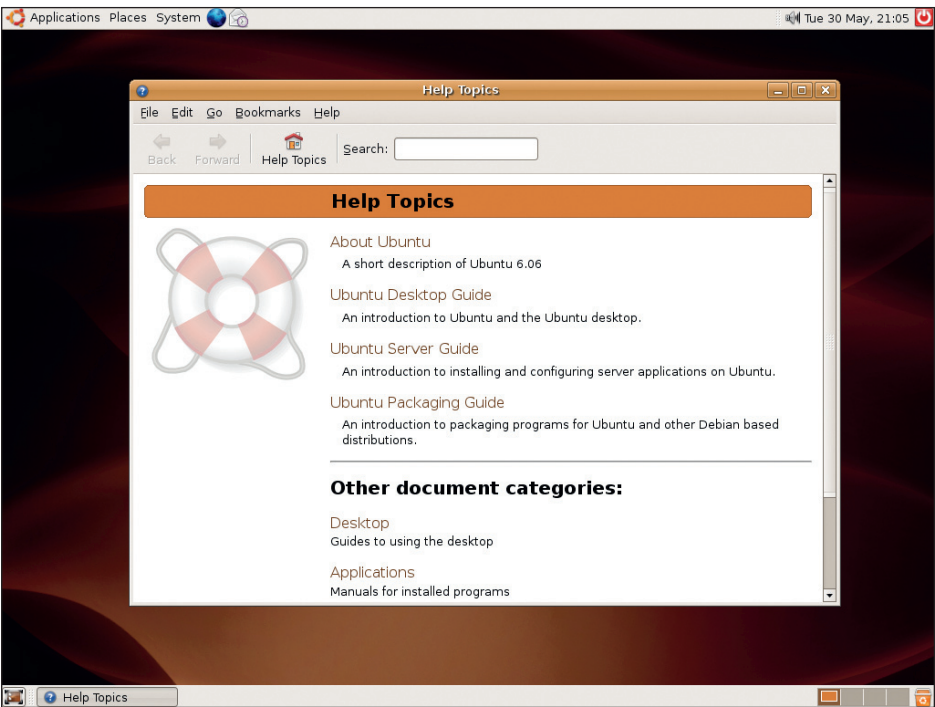 Applications Places System Tue 30 May, 21:05
Help Topics
File Edit Go Bookmarks Help
Back Forward Help Topics Search:
Help Topics
About Ubuntu
A short description of Ubuntu 6.06
Ubuntu Desktop Guide
An introduction to Ubuntu and the Ubuntu desktop.
Ubuntu Server Guide
An introduction to installing and configuring server applications on Ubuntu.
Ubuntu Packaging Guide
An introduction to packaging programs for Ubuntu and other Debian based
distributions.
Other document categories:
Desktop
Guides to using the desktop
Applications
Manuals for installed programs
Help Topics